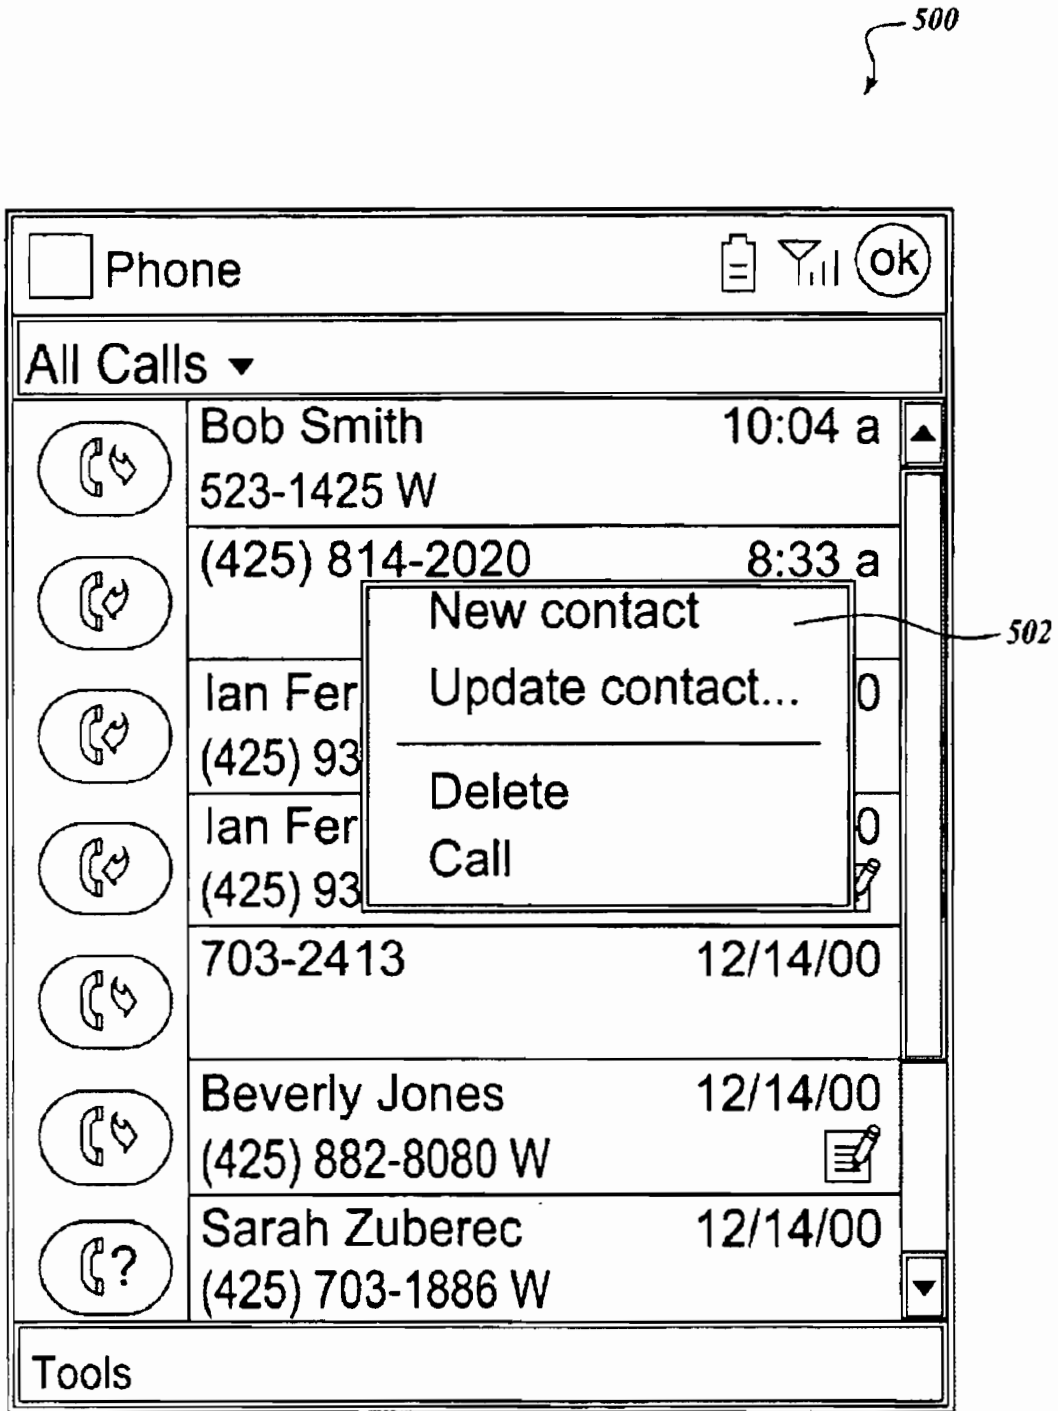 500
Phone
ok
All Calls
Bob Smith 10:04 a
523-1425 W
(425) 814-2020 8:33 a
New contact
502
Ian Fer Update contact... 0
(425) 93
Delete
Ian Fer 0
Call
(425) 93
703-2413 12/14/00
Beverly Jones 12/14/00
(425) 882-8080 W
?
Sarah Zuberec 12/14/00
(425) 703-1886 W
Tools